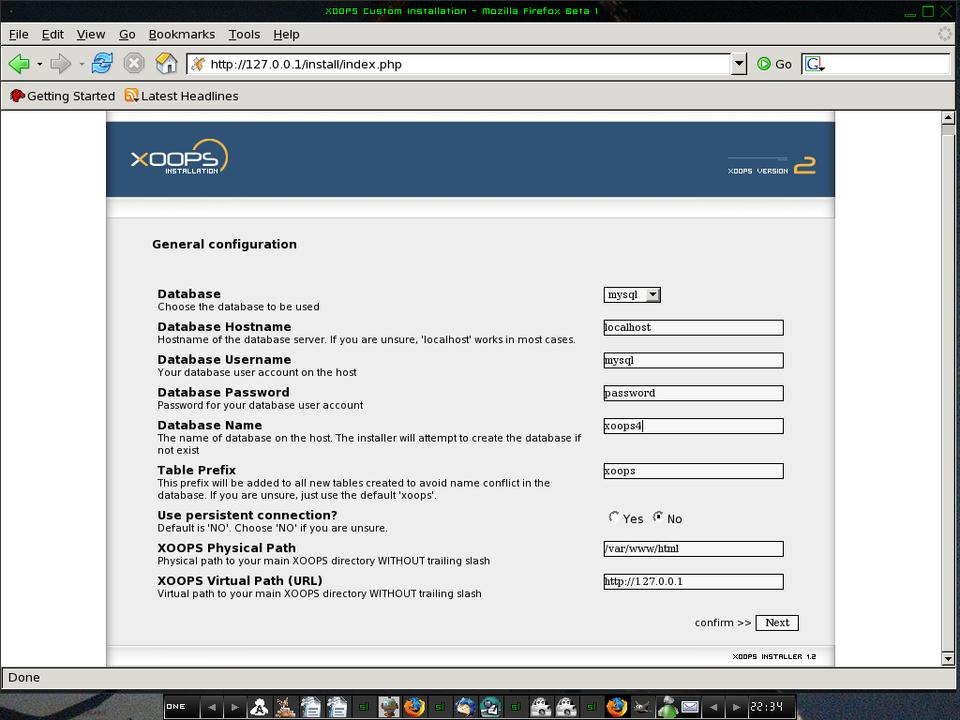 XOOPS Custom Installation - Mozilla Firefox Beta 1
File Edit View Go Bookmarks Tools Help
http://127.0.0.1/install/index.php
Go
G
Getting Started
Latest Headlines
XOOPS
INSTALLATION
XOOPS VERSION 2
General configuration
Database
mysql
Choose the database to be used
Database Hostname
localhost
Hostname of the database server. If you are unsure, 'localhost' works in most cases.
Database Username
mysql
Your database user account on the host
Database Password
password
Password for your database user account
Database Name
xoops4
The name of database on the host. The installer will attempt to create the database if
not exist
Table Prefix
xoops
This prefix will be added to all new tables created to avoid name conflict in the
database. If you are unsure, just use the default 'xoops'.
Use persistent connection?
Yes No
Default is 'NO'. Choose 'NO' if you are unsure.
XOOPS Physical Path
/var/www/html
Physical path to your main XOOPS directory WITHOUT trailing slash
XOOPS Virtual Path (URL)
http://127.0.0.1
Virtual path to your main XOOPS directory WITHOUT trailing slash
confirm >> Next
XOOPS INSTALLER 1.2
Done
ONE
22:34